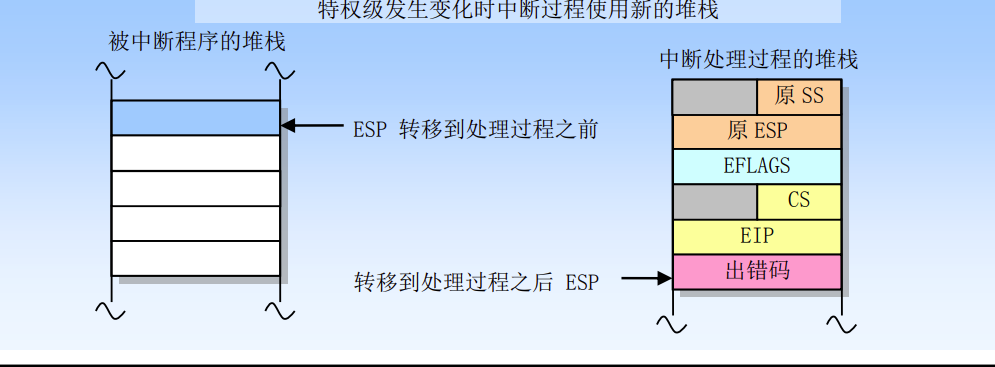 特权级发生变化时中断过程使用新的堆栈
被中断程序的堆栈
中断处理过程的堆栈
原 SS
ESP 转移到处理过程之前
原 ESP
EFLAGS
CS
EIP
出错码
转移到处理过程之后 ESP